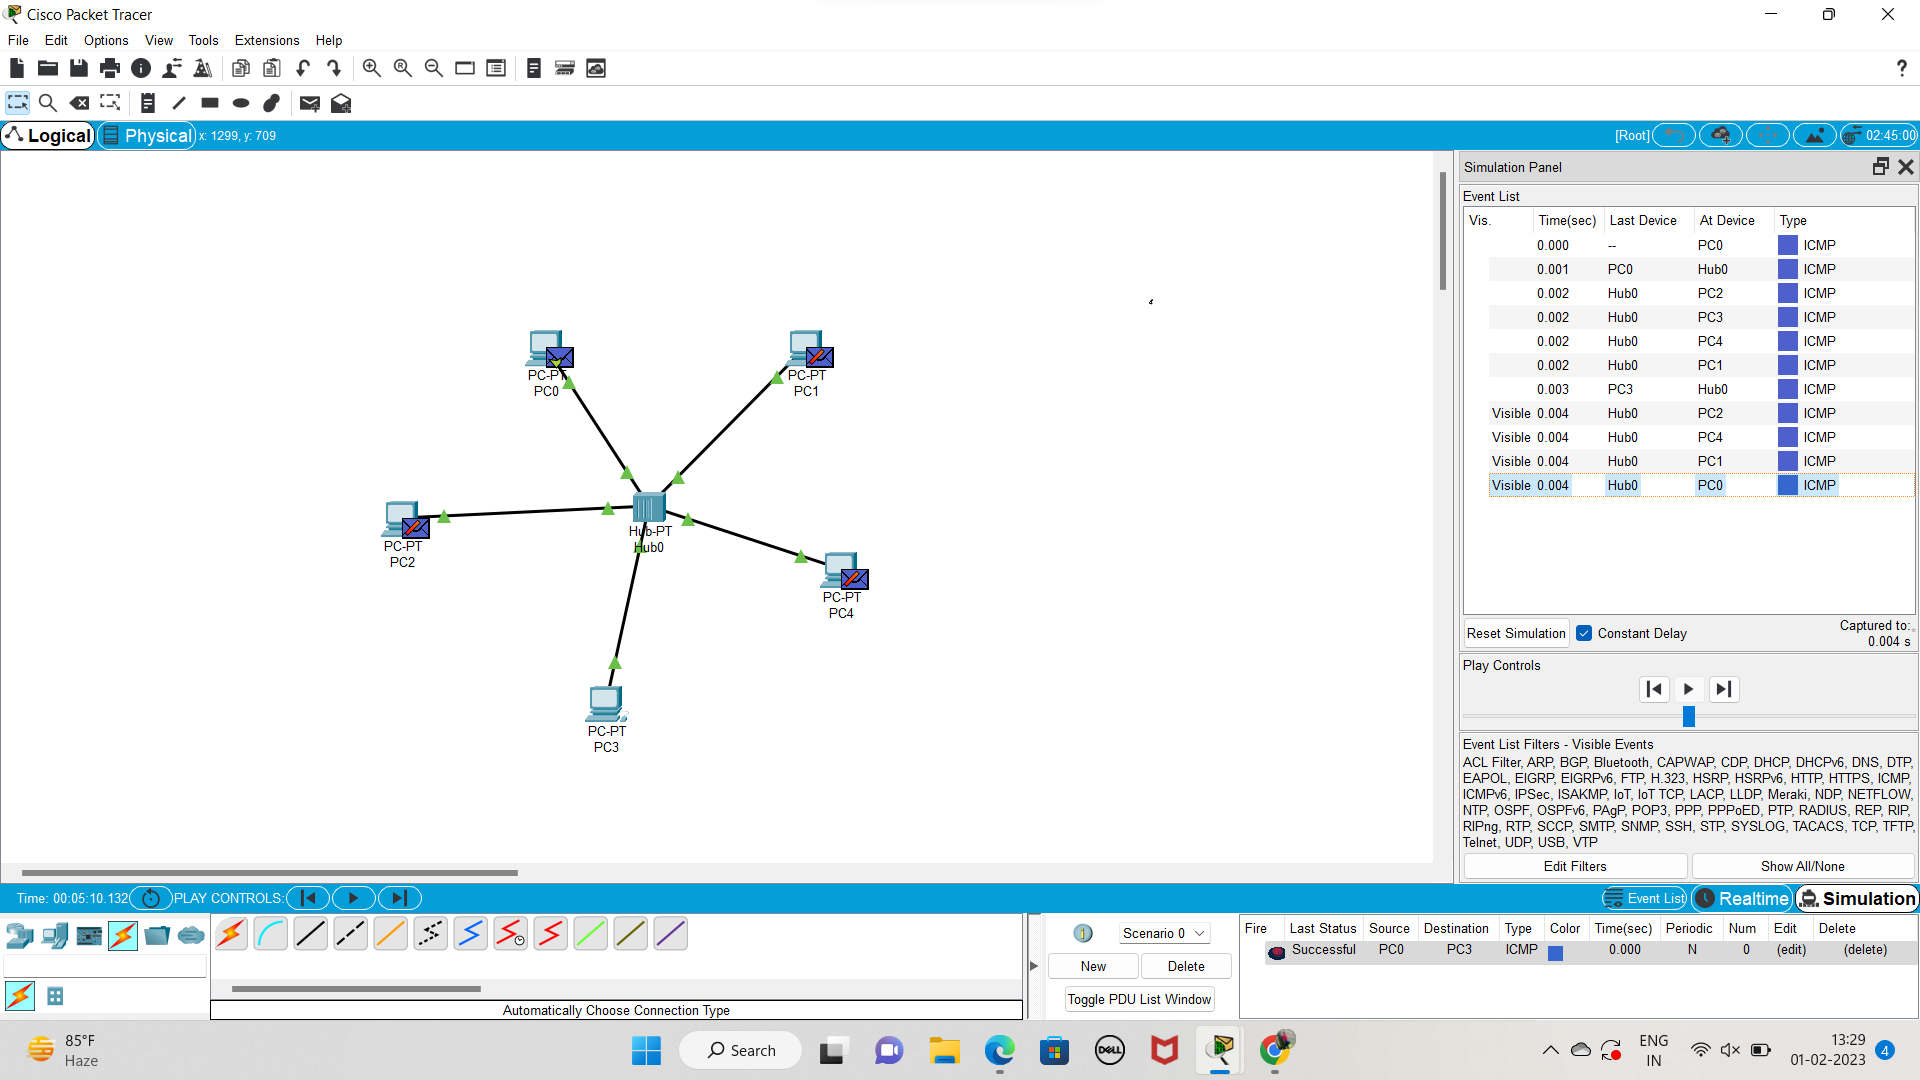 Cisco Packet Tracer
File Edit Options View Tools Extensions Help
?
Logical Physical x: 1299, y: 709 [Root] 02:45:00
Simulation Panel
Event List
Vis. Time(sec) Last Device At Device Type
0.000 -- PC0 ICMP
0.001 PC0 Hub0 ICMP
0.002 Hub0 PC2 ICMP
0.002 Hub0 PC3 ICMP
0.002 Hub0 PC4 ICMP
0.002 Hub0 PC1 ICMP
0.003 PC3 Hub0 ICMP
Visible 0.004 Hub0 PC2 ICMP
Visible 0.004 Hub0 PC4 ICMP
Visible 0.004 Hub0 PC1 ICMP
Visible 0.004 Hub0 PC0 ICMP
PC-PT
PC0
PC-PT
PC1
PC-PT
PC2
Hub-PT
Hub0
PC-PT
PC4
PC-PT
PC3
Reset Simulation Constant Delay Captured to:
0.004 s
Play Controls
Event List Filters - Visible Events
ACL Filter, ARP, BGP, Bluetooth, CAPWAP, CDP, DHCP, DHCPv6, DNS, DTP,
EAPOL, EIGRP, EIGRPv6, FTP, H.323, HSRP, HSRPv6, HTTP, HTTPS, ICMP,
ICMPv6, IPSec, ISAKMP, IoT, IoT TCP, LACP, LLDP, Meraki, NDP, NETFLOW,
NTP, OSPF, OSPFv6, PAgP, POP3, PPP, PPPoED, PTP, RADIUS, REP, RIP,
RIPng, RTP, SCCP, SMTP, SNMP, SSH, STP, SYSLOG, TACACS, TCP, TFTP,
Telnet, UDP, USB, VTP
Edit Filters Show All/None
Time: 00:05:10.132 PLAY CONTROLS: Event List Realtime Simulation
1 Scenario 0
New Delete
Toggle PDU List Window
Fire Last Status Source Destination Type Color Time(sec) Periodic Num Edit Delete
Successful PC0 PC3 ICMP 0.000 N 0 (edit) (delete)
Automatically Choose Connection Type
85°F
Haze
Search
DELL
ENG
IN
13:29
01-02-2023
4